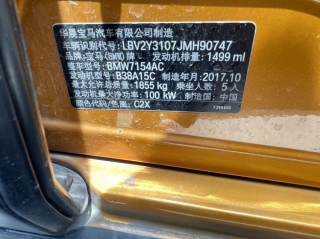 华晨宝马汽车有限公司制造
车辆识别代号:LBV2Y3107JMH90747
品牌:宝马(BMW)牌 发动机排量:1499 ml
整车型号:BMW7154AC
发动机型号:B38A15C 制造年月:2017.10
最大允许总质量:1855 kg 乘坐人数:5人
发动机最大净功率:100 kW 制造国:中国
颜色代码/色温:C2X